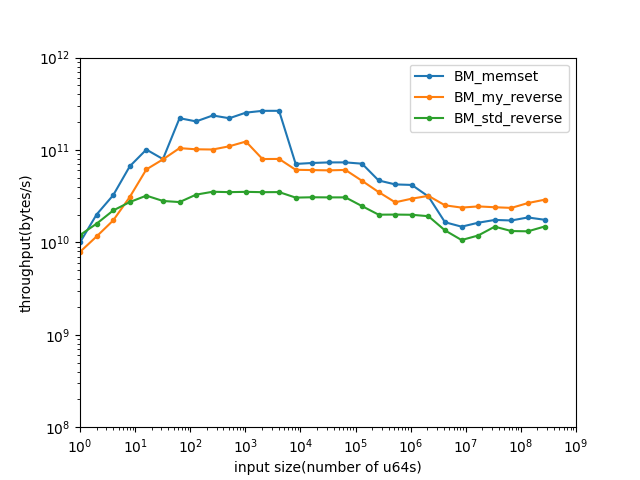 10^12
10^11
10^10
10^9
10^8
throughput(bytes/s)
BM_memset
BM_my_reverse
BM_std_reverse
10^0 10^1 10^2 10^3 10^4 10^5 10^6 10^7 10^8 10^9
input size(number of u64s)